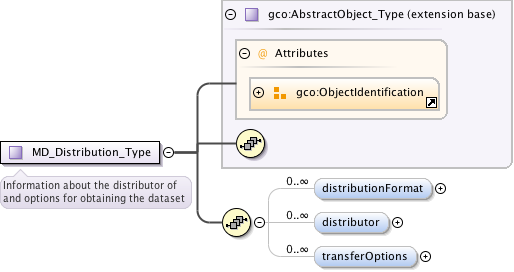 gco:AbstractObject_Type (extension base)
@ Attributes
gco:ObjectIdentification
MD_Distribution_Type
Information about the distributor of
and options for obtaining the dataset
0..∞
distributionFormat
0..∞
distributor
0..∞
transferOptions